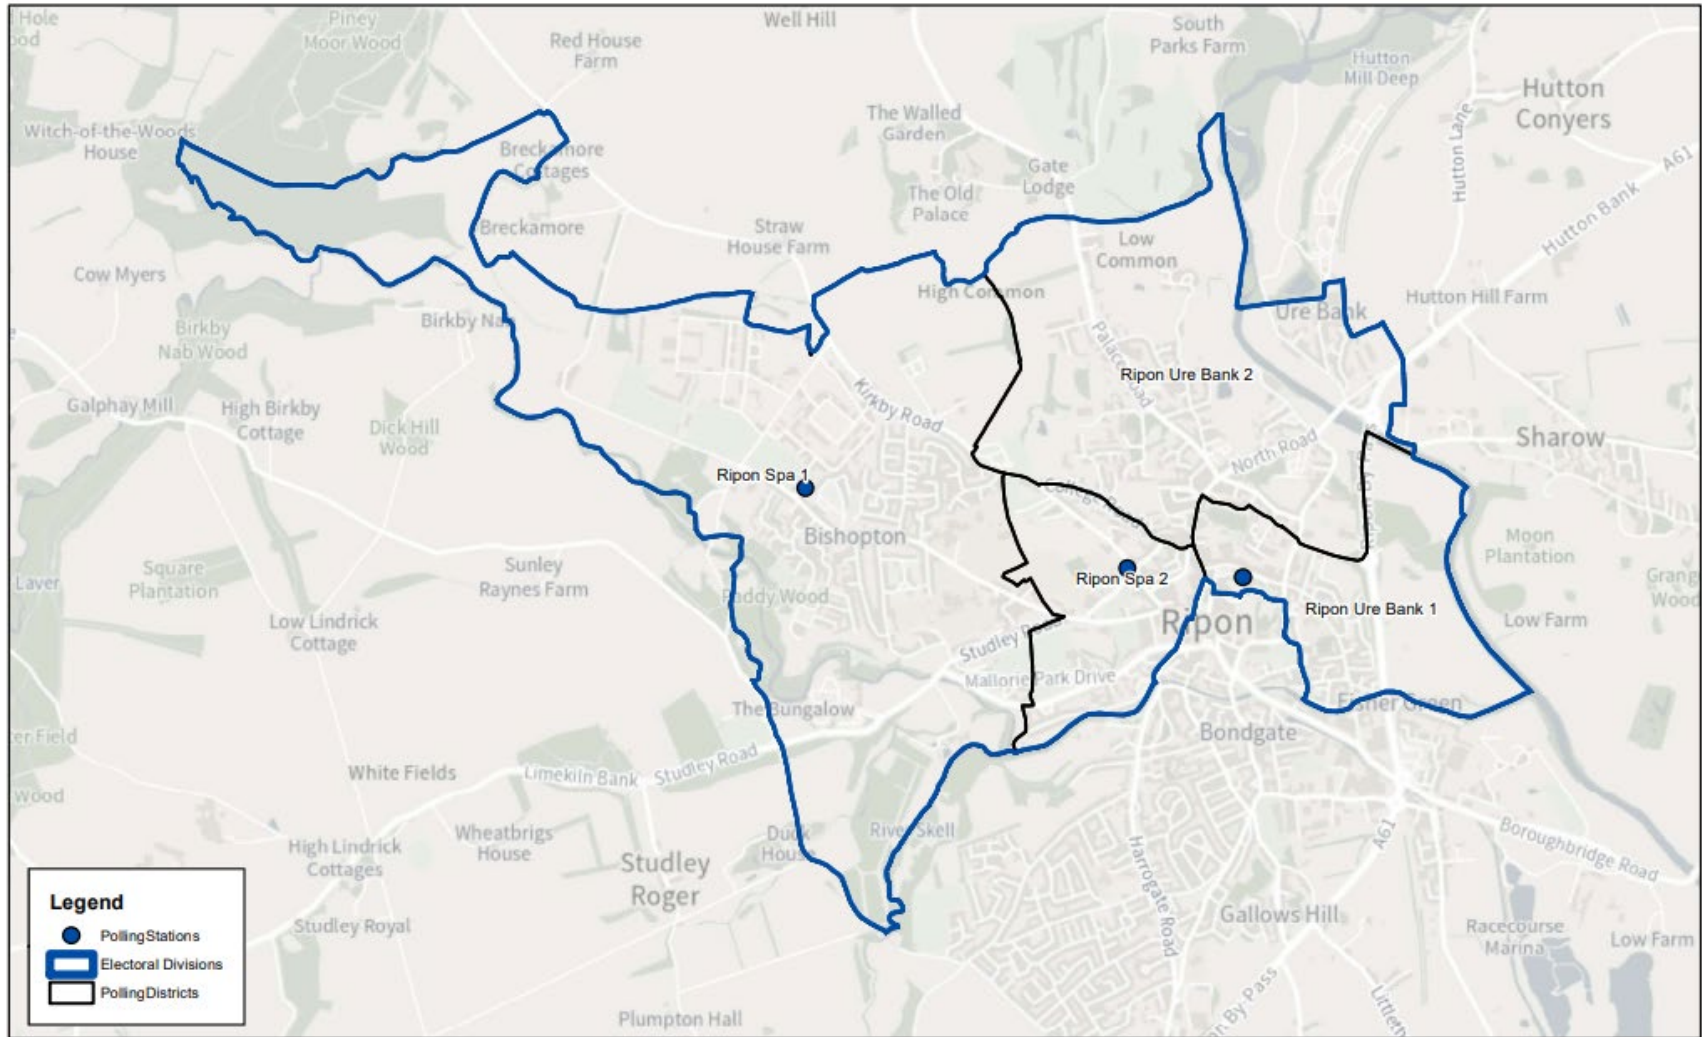 Piney
Moor Wood
Well Hill
Red House
Farm
South
Parks Farm
Hutton
Mill Deep
Hutton
Conyers
Hutton Lane
A61
Hutton Bank
Witch-of-the-Woods
House
Breckamore
Cottages
The Walled
Garden
Gate
Lodge
The Old
Palace
Breckamore
Straw
House Farm
Low
Common
Cow Myers
High Common
Hutton Hill Farm
Ure Bank
Birkby
Nab Wood
Palace Road
Ripon Ure Bank 2
Galphay Mill
High Birkby
Cottage
Dick Hill
Wood
Kirkby Road
North Road
Sharow
Ripon Spa 1
Bishopton
Moon
Plantation
Laver
Square
Plantation
Sunley
Raynes Farm
Paddy Wood
Ripon Spa 2
Ripon Ure Bank 1
Low Farm
Low Lindrick
Cottage
Ripon
Studley
Mallorie Park Drive
The Bungalow
Fisher Green
Bondgate
White Fields
Limekiln Bank
Studley Road
Wood
High Lindrick
Cottages
Wheatbrigs
House
Duck
House
River Skell
A61
Boroughbridge Road
Harrogate Road
Studley
Roger
Gallows Hill
Racecourse
Marina
Low Farm
Studley Royal
Plumpton Hall
By-Pass
Legend
PollingStations
Electoral Divisions
PollingDistricts